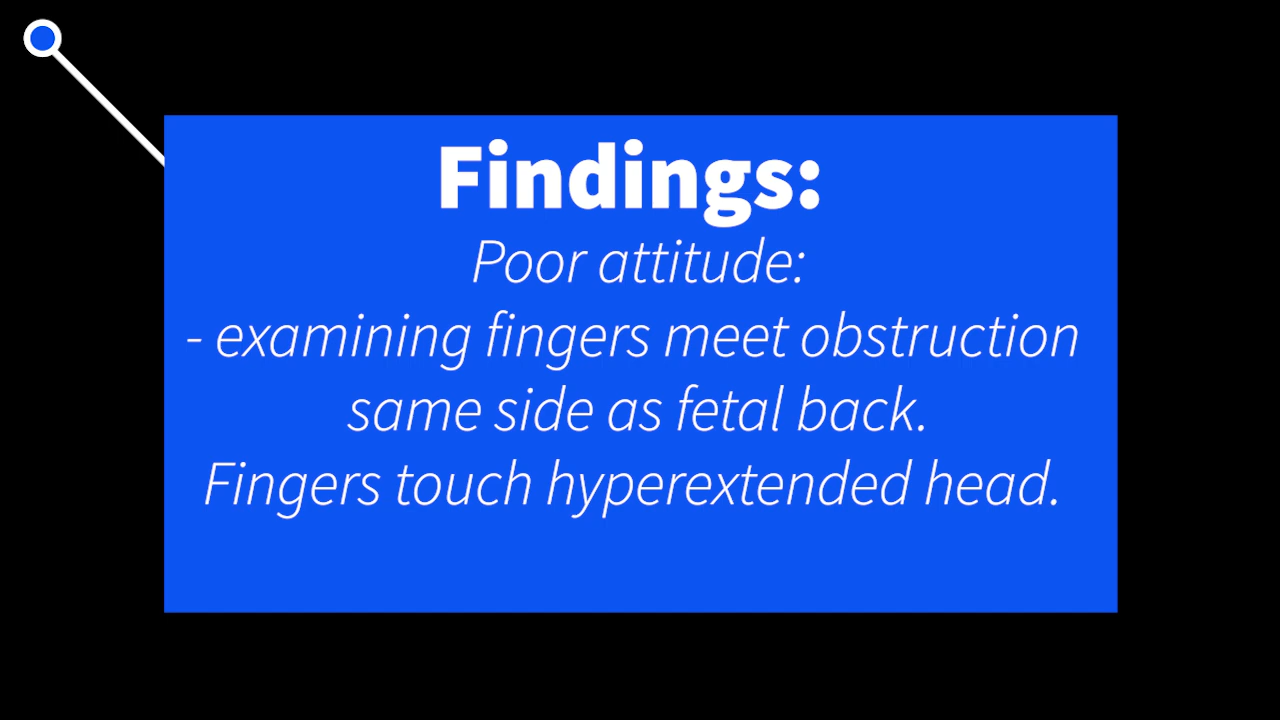 Findings:
Poor attitude:
- examining fingers meet obstruction
same side as fetal back.
Fingers touch hyperextended head.